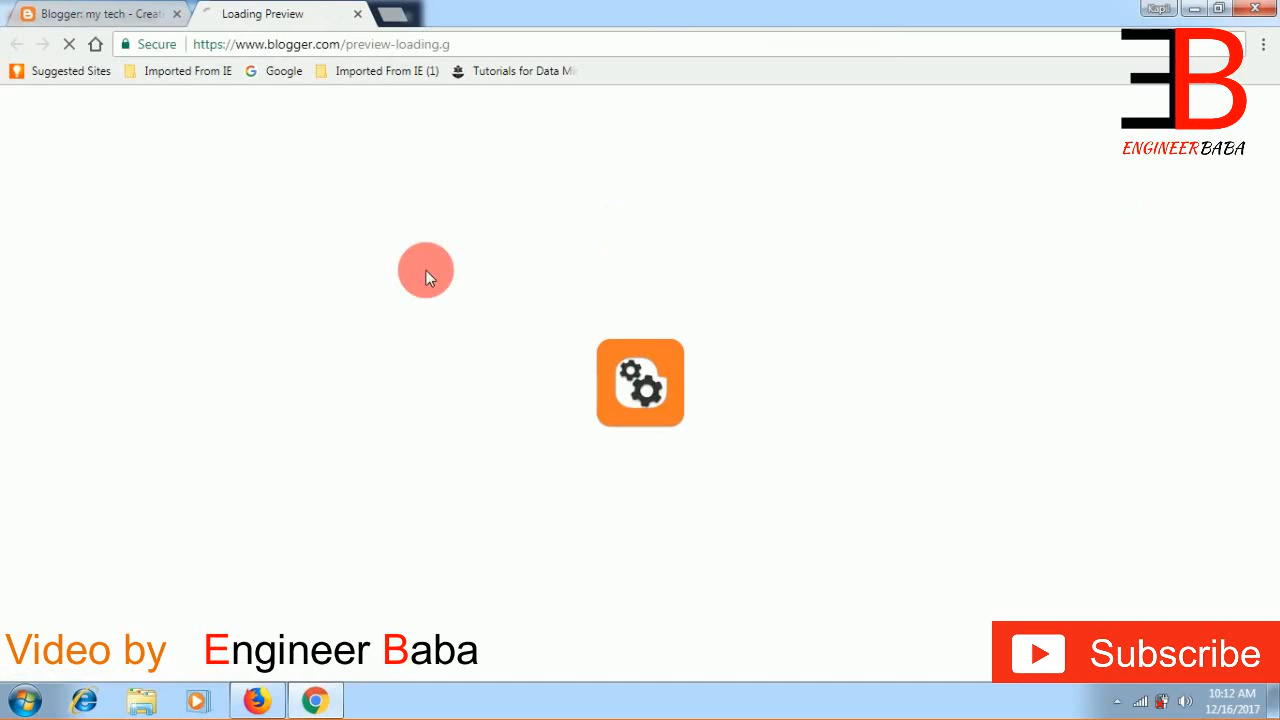 Blogger: my tech - Creat
Loading Preview
Kapil
Secure
https://www.blogger.com/preview-loading.g
Suggested Sites
Imported From IE
Google
Imported From IE (1)
Tutorials for Data Mi
EB
ENGINEERBABA
Video by Engineer Baba
Subscribe
10:12 AM
12/16/2017